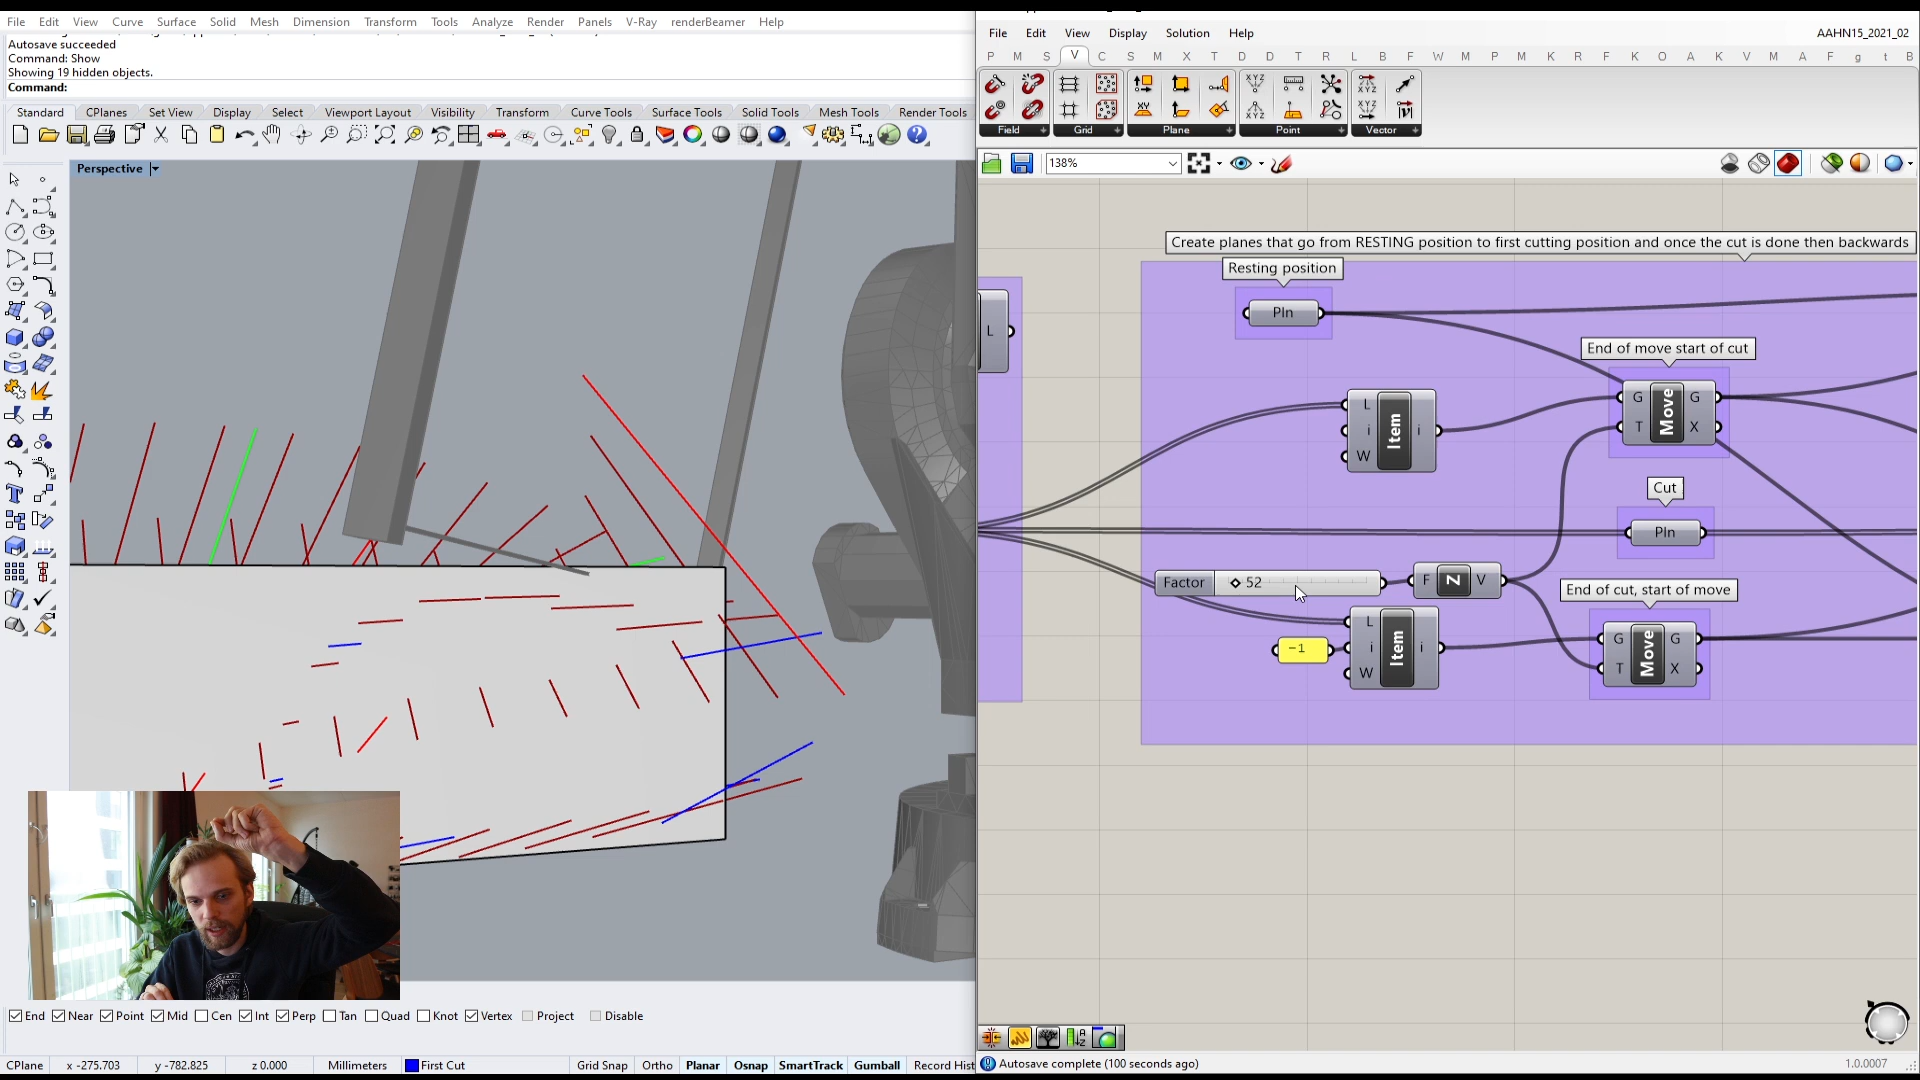 File Edit View Curve Surface Solid Mesh Dimension Transform Tools Analyze Render Panels V-Ray renderBeamer Help
Autosave succeeded
Command: Show
Showing 19 hidden objects.
Command:
Standard CPlanes Set View Display Select Viewport Layout Visibility Transform Curve Tools Surface Tools Solid Tools Mesh Tools Render Tools
Perspective
End Near Point Mid Cen Int Perp Tan Quad Knot Vertex Project Disable
CPlane x -275.703 y -782.825 z 0.000 Millimeters First Cut Grid Snap Ortho Planar Osnap SmartTrack Gumball Record Hist
File Edit View Display Solution Help
AAHN15_2021_02
P M S V C S M X T D D T R L B F W M P M K F R K O A K V M A F g t B
Field Grid Plane Point Vector
138%
Create planes that go from RESTING position to first cutting position and once the cut is done then backwards
Resting position
Pln
L
End of move start of cut
G Move G
T X
L
i Item i
W
Cut
Pln
Factor 52
F Z V
End of cut, start of move
L
-1
i Item i
W
G Move G
T X
Autosave complete (100 seconds ago)
1.0.0007